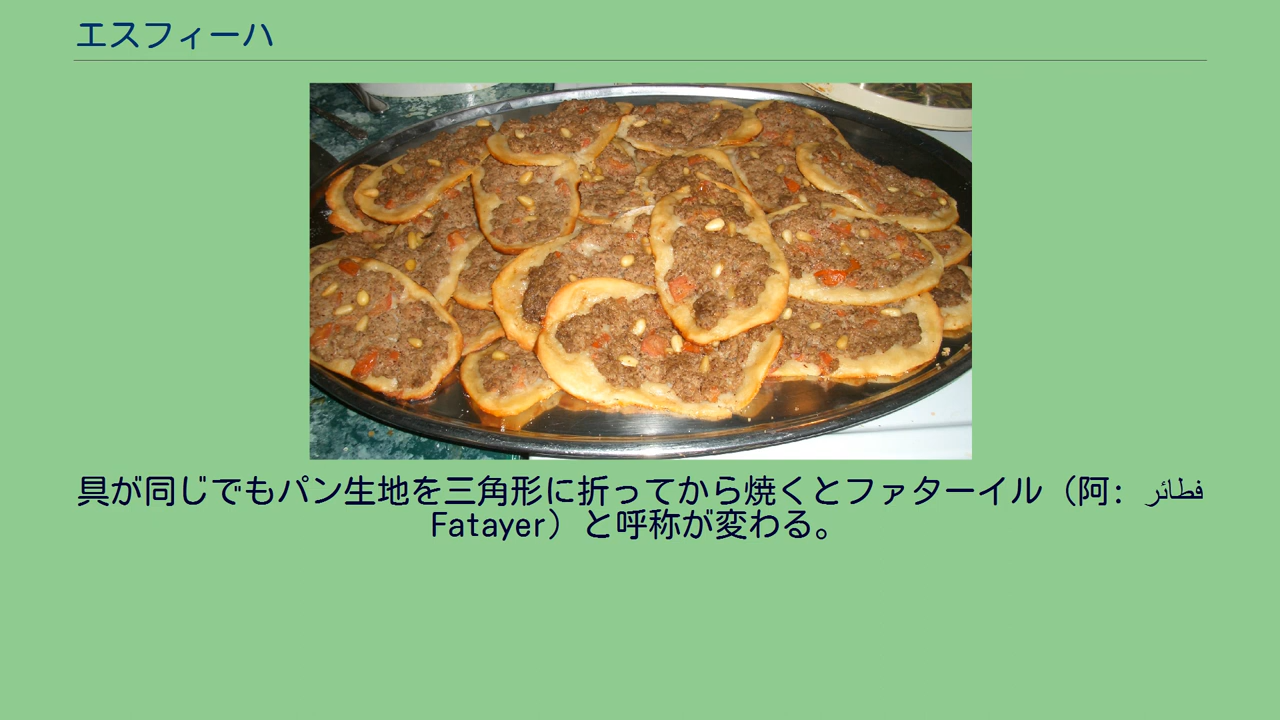 エスフィーハ
具が同じでもパン生地を三角形に折ってから焼くとファターイル（阿: فطائر
Fatayer）と呼称が変わる。